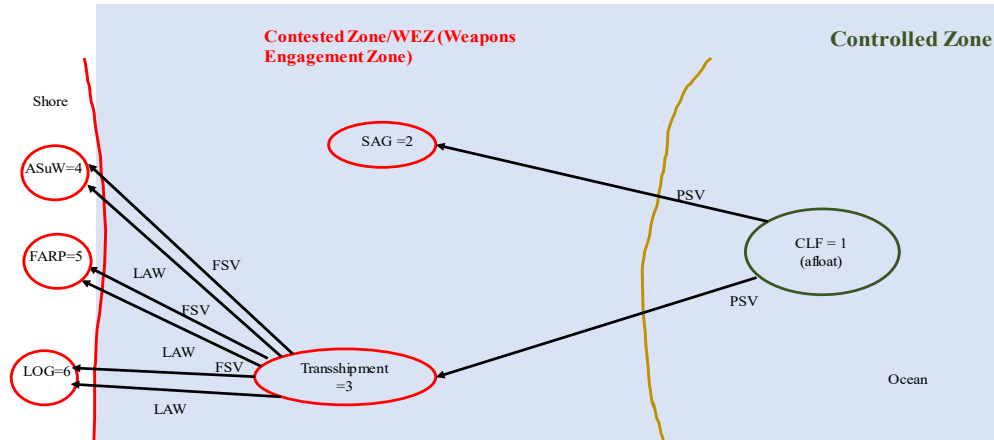 Contested Zone/WEZ (Weapons
Engagement Zone)
Controlled Zone
Shore
SAG =2
ASuW=4
PSV
CLF = 1
(afloat)
FARP=5
LAW
FSV
PSV
FSV
LAW
FSV
LOG=6
Transshipment
=3
LAW
Ocean